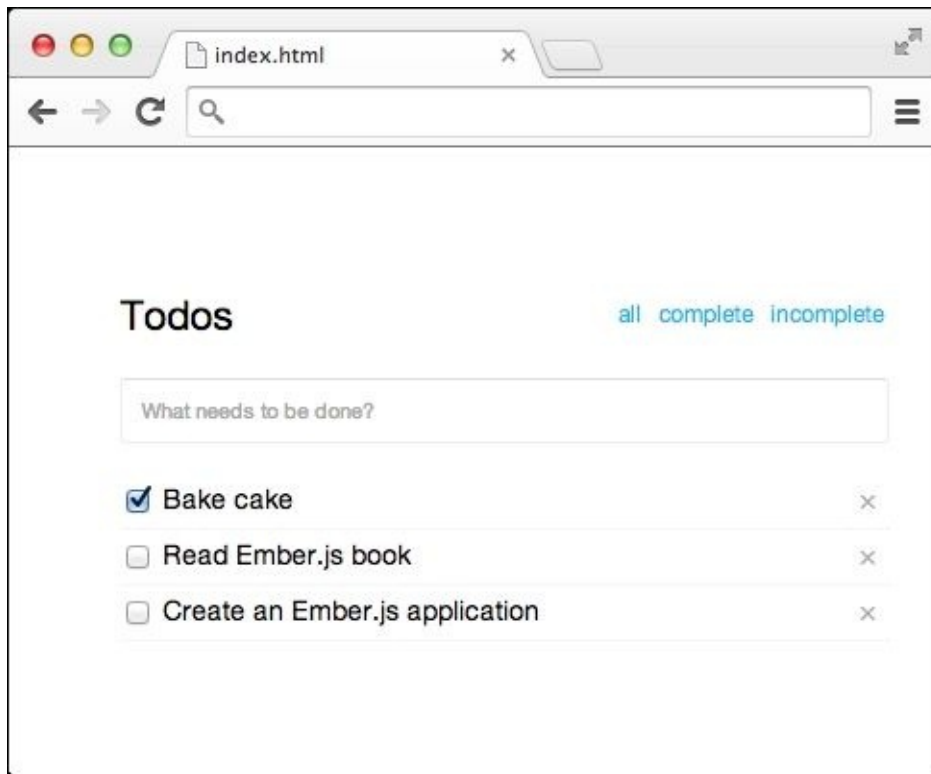 index.html
Todos all complete incomplete
What needs to be done?
Bake cake
Read Ember.js book
Create an Ember.js application